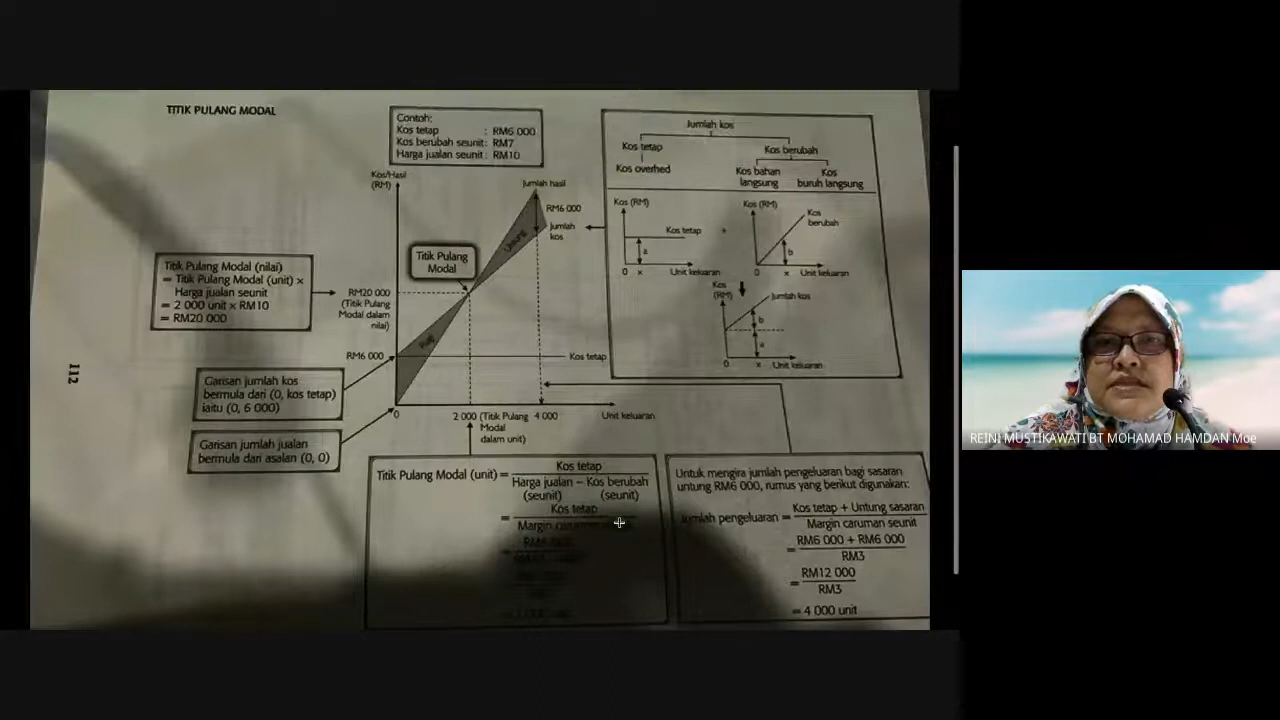 TITIK PULANG MODAL
Contoh:
Kos tetap : RM6 000
Kos berubah seunit: RM7
Harga jualan seunit: RM10
Jumlah kos
Kos tetap
Kos berubah
Kos overhed
Kos bahan
langsung
Kos
buruh langsung
Kos/Hasil
(RM)
Jumlah hasil
RM6 000
Jumlah
kos
Untung
Titik Pulang
Modal
Kos (RM)
Kos tetap
a
0 x Unit keluaran
+
Kos (RM)
Kos
berubah
b
0 x Unit keluaran
Kos
(RM)
Jumlah kos
b
a
0 x Unit keluaran
Titik Pulang Modal (nilai)
= Titik Pulang Modal (unit) ×
Harga jualan seunit
= 2 000 unit × RM10
= RM20 000
RM20 000
(Titik Pulang
Modal dalam
nilai)
Rugi
RM6 000
Kos tetap
112
Garisan jumlah kos
bermula dari (0, kos tetap)
iaitu (0, 6 000)
Garisan jumlah jualan
bermula dari asalan (0, 0)
0
2 000 (Titik Pulang
Modal
dalam unit)
4 000
Unit keluaran
Titik Pulang Modal (unit) = Kos tetap
Harga jualan − Kos berubah
(seunit) (seunit)
= Kos tetap
Margin caruman
Untuk mengira jumlah pengeluaran bagi sasaran
untung RM6 000, rumus yang berikut digunakan:
Jumlah pengeluaran = Kos tetap + Untung sasaran
Margin caruman seunit
= RM6 000 + RM6 000
RM3
= RM12 000
RM3
= 4 000 unit
REINI MUSTIKAWATI BT MOHAMAD HAMDAN Moe